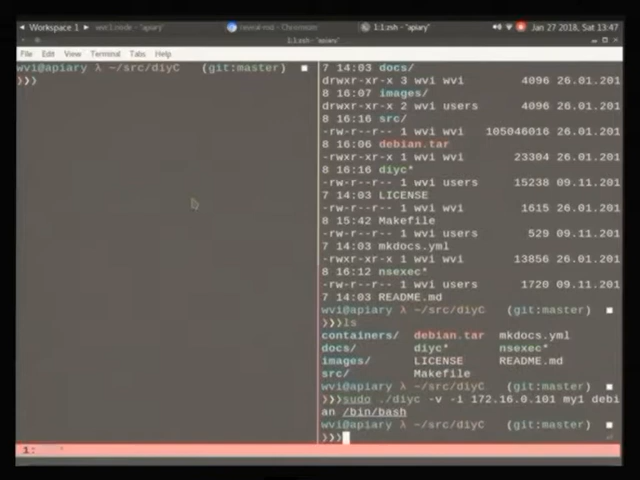 Workspace 1
1:1:zsh - "apiary"
Jan 27 2018, Sat 13:47
1:1:zsh - "apiary"
File Edit View Terminal Tabs Help
wvi@apiary λ ~/src/diyC (git:master)
❯❯❯
7 14:03 docs/
drwxr-xr-x 3 wvi wvi 4096 26.01.201
8 16:07 images/
drwxr-xr-x 2 wvi users 4096 26.01.201
8 16:16 src/
-rw-r--r-- 1 wvi wvi 105046016 26.01.201
8 16:06 debian.tar
-rwxr-xr-x 1 wvi wvi 23304 26.01.201
8 16:16 diyc*
-rw-r--r-- 1 wvi users 15238 09.11.201
7 14:03 LICENSE
-rw-r--r-- 1 wvi wvi 1615 26.01.201
8 15:42 Makefile
-rw-r--r-- 1 wvi users 529 09.11.201
7 14:03 mkdocs.yml
-rwxr-xr-x 1 wvi wvi 13856 26.01.201
8 16:12 nsexec*
-rw-r--r-- 1 wvi users 1720 09.11.201
7 14:03 README.md
wvi@apiary λ ~/src/diyC (git:master)
❯❯❯ls
containers/ debian.tar mkdocs.yml
docs/ diyc* nsexec*
images/ LICENSE README.md
src/ Makefile
wvi@apiary λ ~/src/diyC (git:master)
❯❯❯sudo ./diyc -v -i 172.16.0.101 my1 debi
an /bin/bash
wvi@apiary λ ~/src/diyC (git:master)
❯❯❯
1: